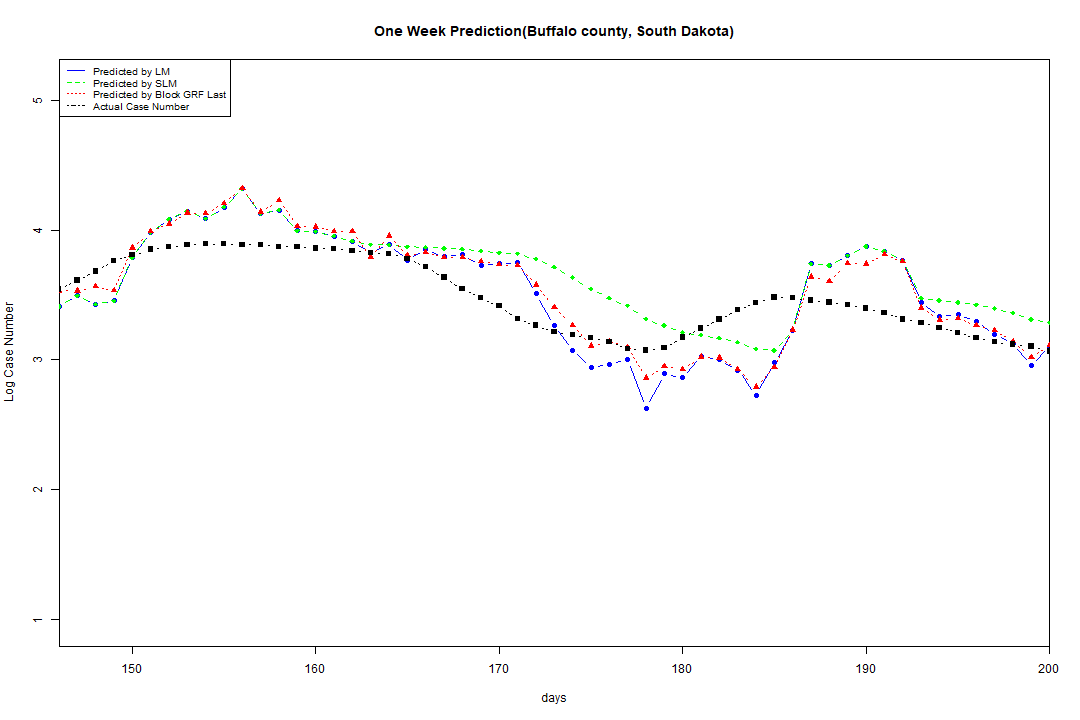 One Week Prediction(Buffalo county, South Dakota)
Predicted by LM
Predicted by SLM
Predicted by Block GRF Last
Actual Case Number
5
4
3
2
1
Log Case Number
150 160 170 180 190 200
days